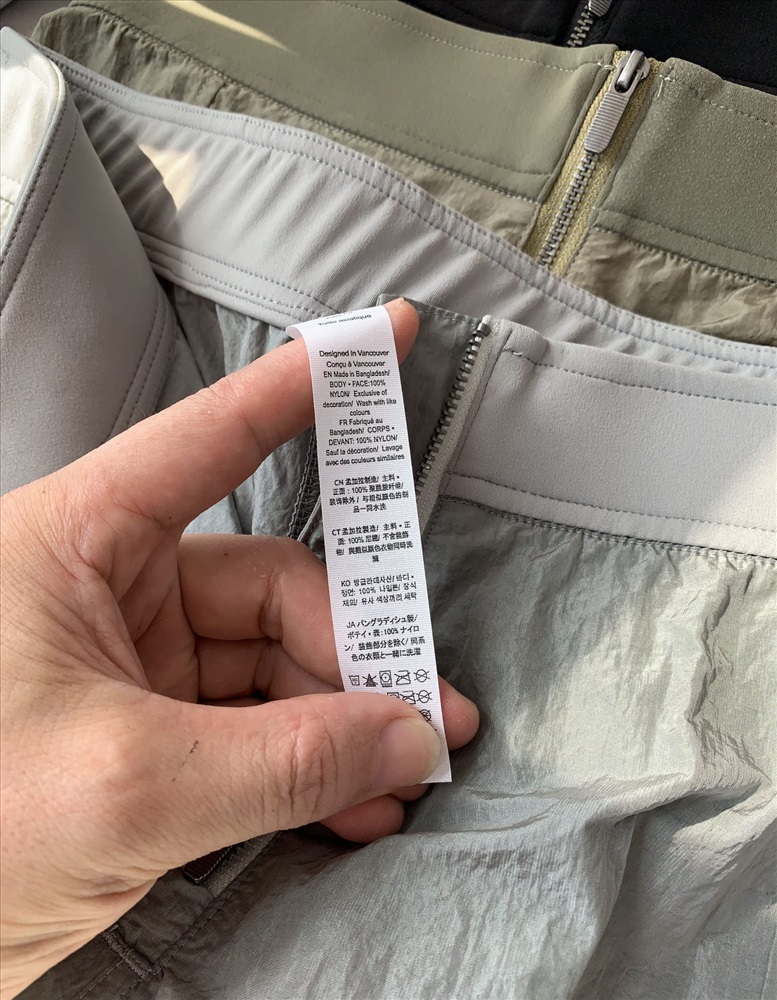 Designed in Vancouver
Conçu à Vancouver
EN Made in Bangladesh/
BODY • FACE:100%
NYLON/ Exclusive of
decoration/ Wash with like
colours
FR Fabriqué au
Bangladesh/ CORPS •
DEVANT: 100% NYLON/
Sauf la décoration/ Lavage
avec des couleurs similaires
CN 孟加拉制造/ 主料 •
正面 : 100% 聚酰胺纤维/
装饰除外/ 与相似颜色的制
品一同水洗
CT 孟加拉製造/ 主料 • 正
面: 100% 尼龍/ 不含裝飾
物/ 與類似顏色衣物同時洗
滌
KO 방글라데시산/ 바디 •
정면: 100% 나일론/ 장식
제외/ 유사 색상끼리 세탁
JA バングラデイシュ製/
ボデイ • 表:100% ナイロ
ン/ 装飾部分を除く/ 同系
色の衣類と一緒に洗濯